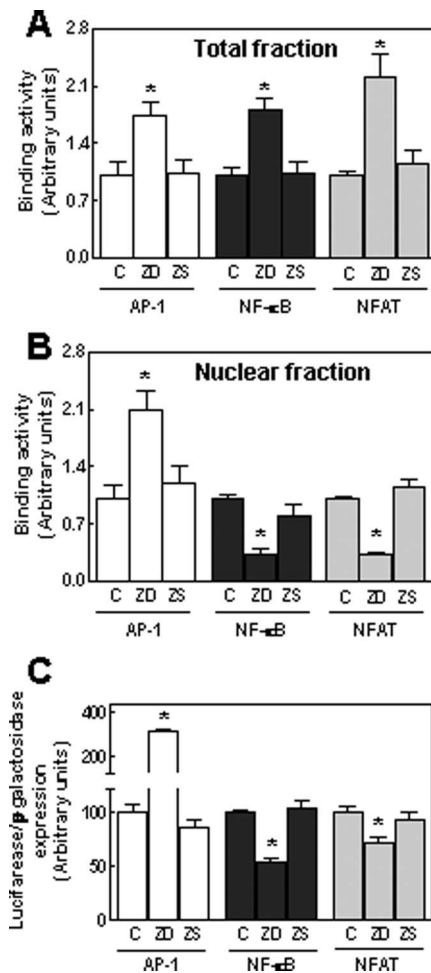 A
Total fraction
Binding activity
(Arbitrary units)
2.8
2.1
1.4
0.7
0.0
* * *
C ZD ZS C ZD ZS C ZD ZS
AP-1 NF-κB NFAT
B
Nuclear fraction
Binding activity
(Arbitrary units)
2.8
2.1
1.4
0.7
0.0
* * *
C ZD ZS C ZD ZS C ZD ZS
AP-1 NF-κB NFAT
C
Lucifarease/β galactosidase
expression
(Arbitrary units)
400
200
100
50
0
* * *
C ZD ZS C ZD ZS C ZD ZS
AP-1 NF-κB NFAT